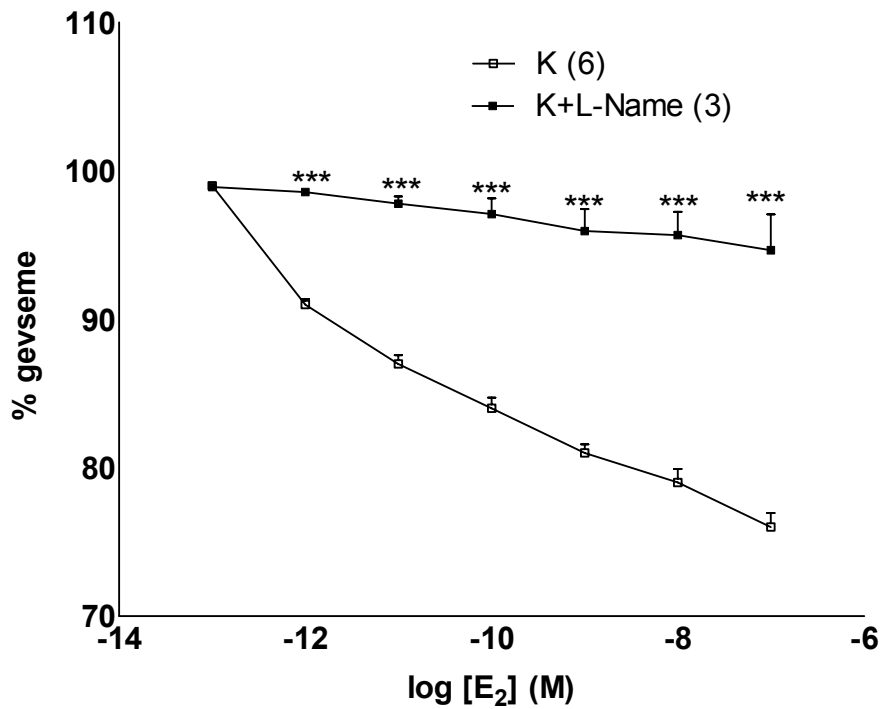 110
K (6)
K+L-Name (3)
100
*** *** *** *** *** ***
90
% gevseme
80
70
-14 -12 -10 -8 -6
log [E₂] (M)